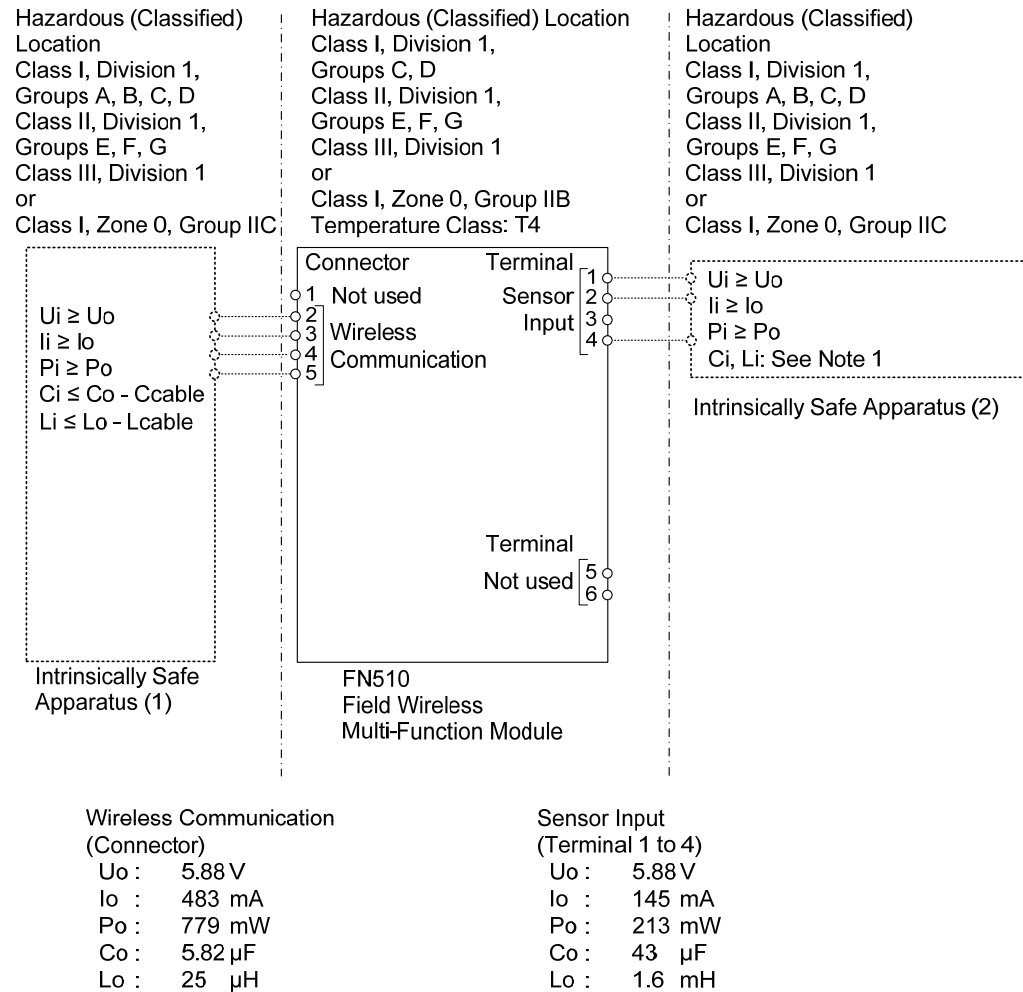 Hazardous (Classified)
Location
Class I, Division 1,
Groups A, B, C, D
Class II, Division 1,
Groups E, F, G
Class III, Division 1
or
Class I, Zone 0, Group IIC
Hazardous (Classified) Location
Class I, Division 1,
Groups C, D
Class II, Division 1,
Groups E, F, G
Class III, Division 1
or
Class I, Zone 0, Group IIB
Temperature Class: T4
Hazardous (Classified)
Location
Class I, Division 1,
Groups A, B, C, D
Class II, Division 1,
Groups E, F, G
Class III, Division 1
or
Class I, Zone 0, Group IIC
Ui ≥ Uo
Ii ≥ Io
Pi ≥ Po
Ci ≤ Co - Ccable
Li ≤ Lo - Lcable
Intrinsically Safe
Apparatus (1)
Connector
1 Not used
2
3 Wireless
4 Communication
5
Terminal
1
Sensor 2
Input 3
4
Terminal
Not used 5
6
FN510
Field Wireless
Multi-Function Module
Ui ≥ Uo
Ii ≥ Io
Pi ≥ Po
Ci, Li: See Note 1
Intrinsically Safe Apparatus (2)
Wireless Communication
(Connector)
Uo : 5.88 V
Io : 483 mA
Po : 779 mW
Co : 5.82 µF
Lo : 25 µH
Sensor Input
(Terminal 1 to 4)
Uo : 5.88 V
Io : 145 mA
Po : 213 mW
Co : 43 µF
Lo : 1.6 mH